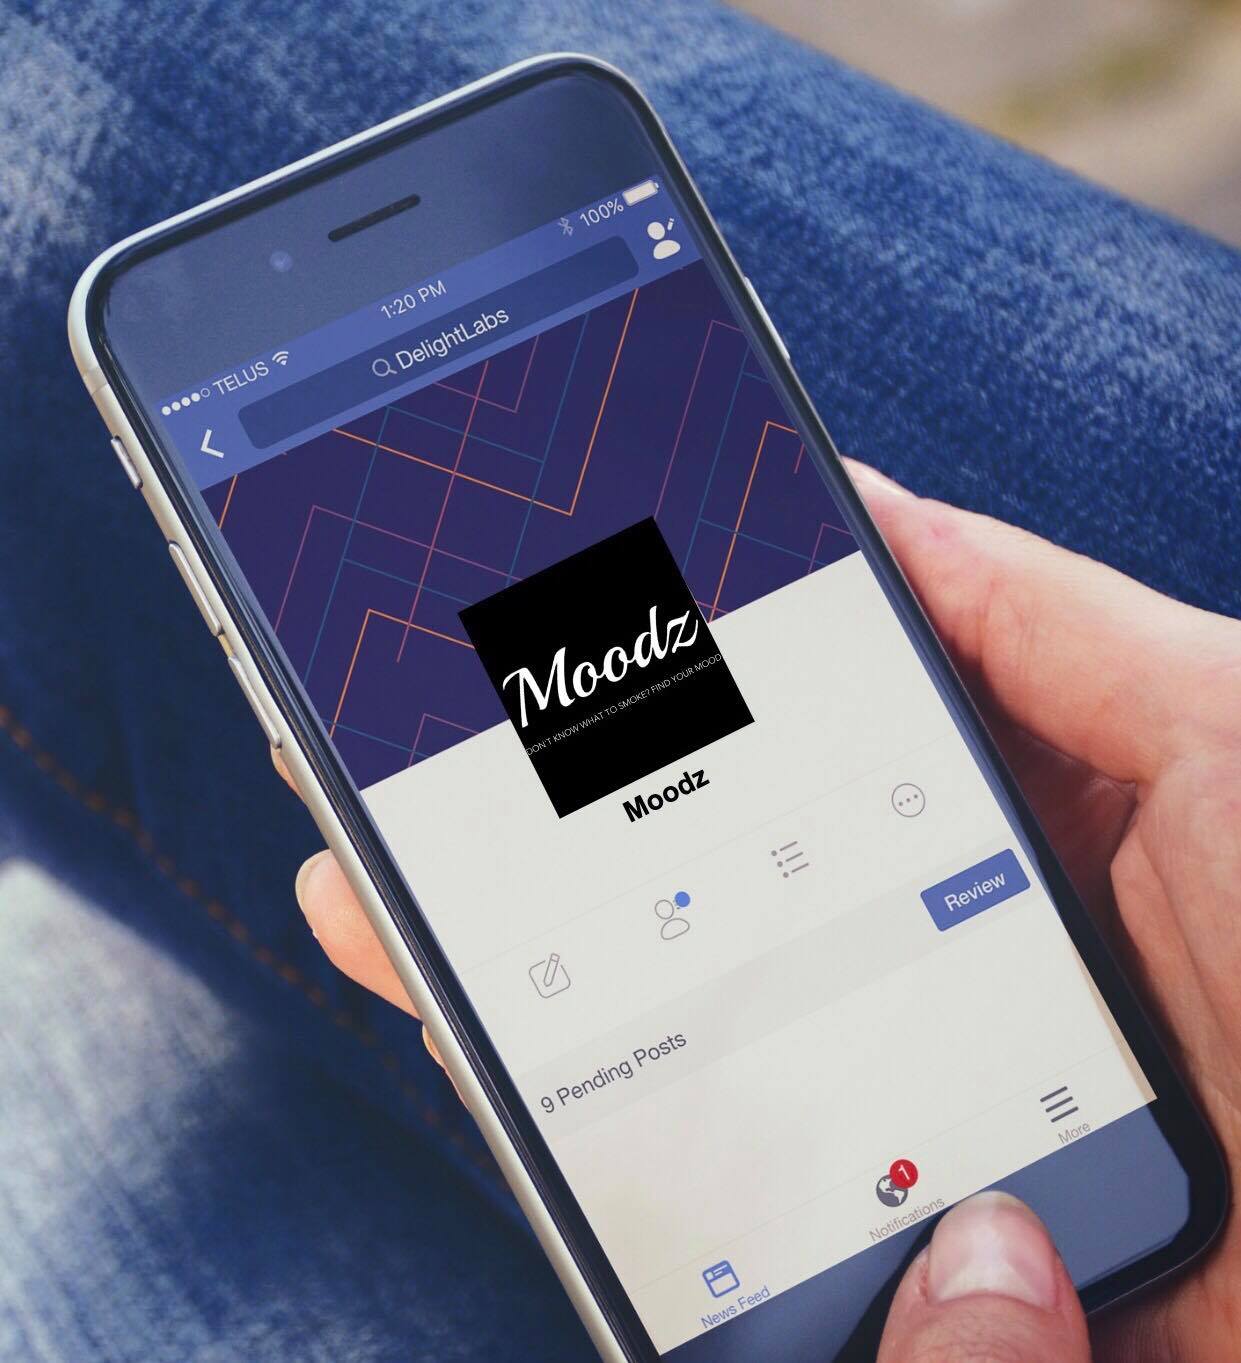 TELUS 1:20 PM 100%
DelightLabs
Moodz
DON'T KNOW WHAT TO SMOKE? FIND YOUR MOOD
Moodz
Review
9 Pending Posts
News Feed
1
Notifications
More